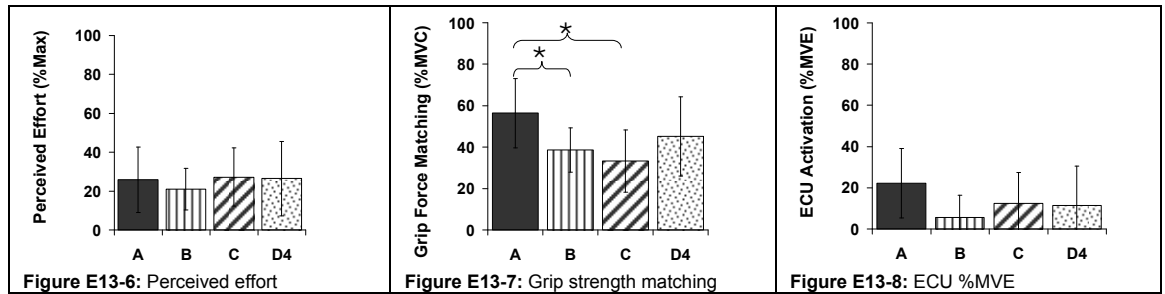 Perceived Effort (%Max)
100
80
60
40
20
0
A B C D4
Figure E13-6: Perceived effort
Grip Force Matching (%MVC)
100
80
60
40
20
0
*
*
A B C D4
Figure E13-7: Grip strength matching
ECU Activation (%MVE)
100
80
60
40
20
0
A B C D4
Figure E13-8: ECU %MVE